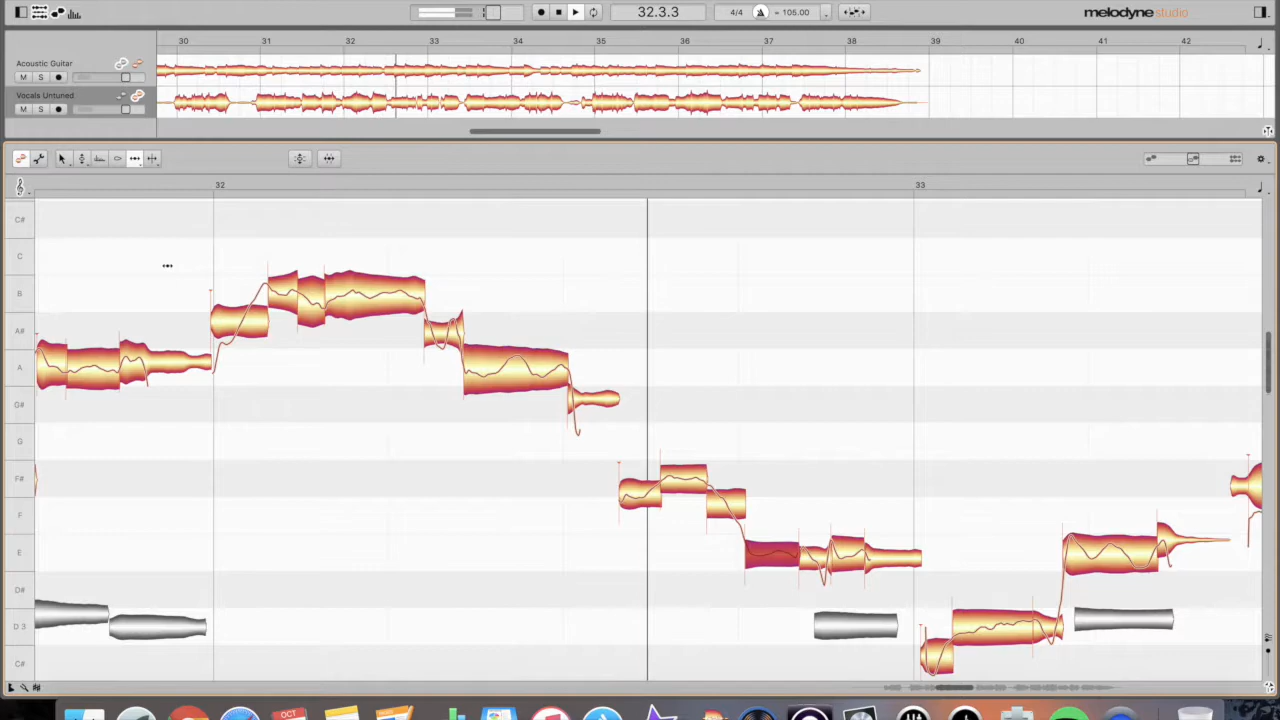 32.3.3 4/4 = 105.00 melodyne studio
30 31 32 33 34 35 36 37 38 39 40 41 42
Acoustic Guitar
M S
Vocals Untuned
M S
32 33
C#
C
B
A#
A
G#
G
F#
F
E
D#
D 3
C#
OCT